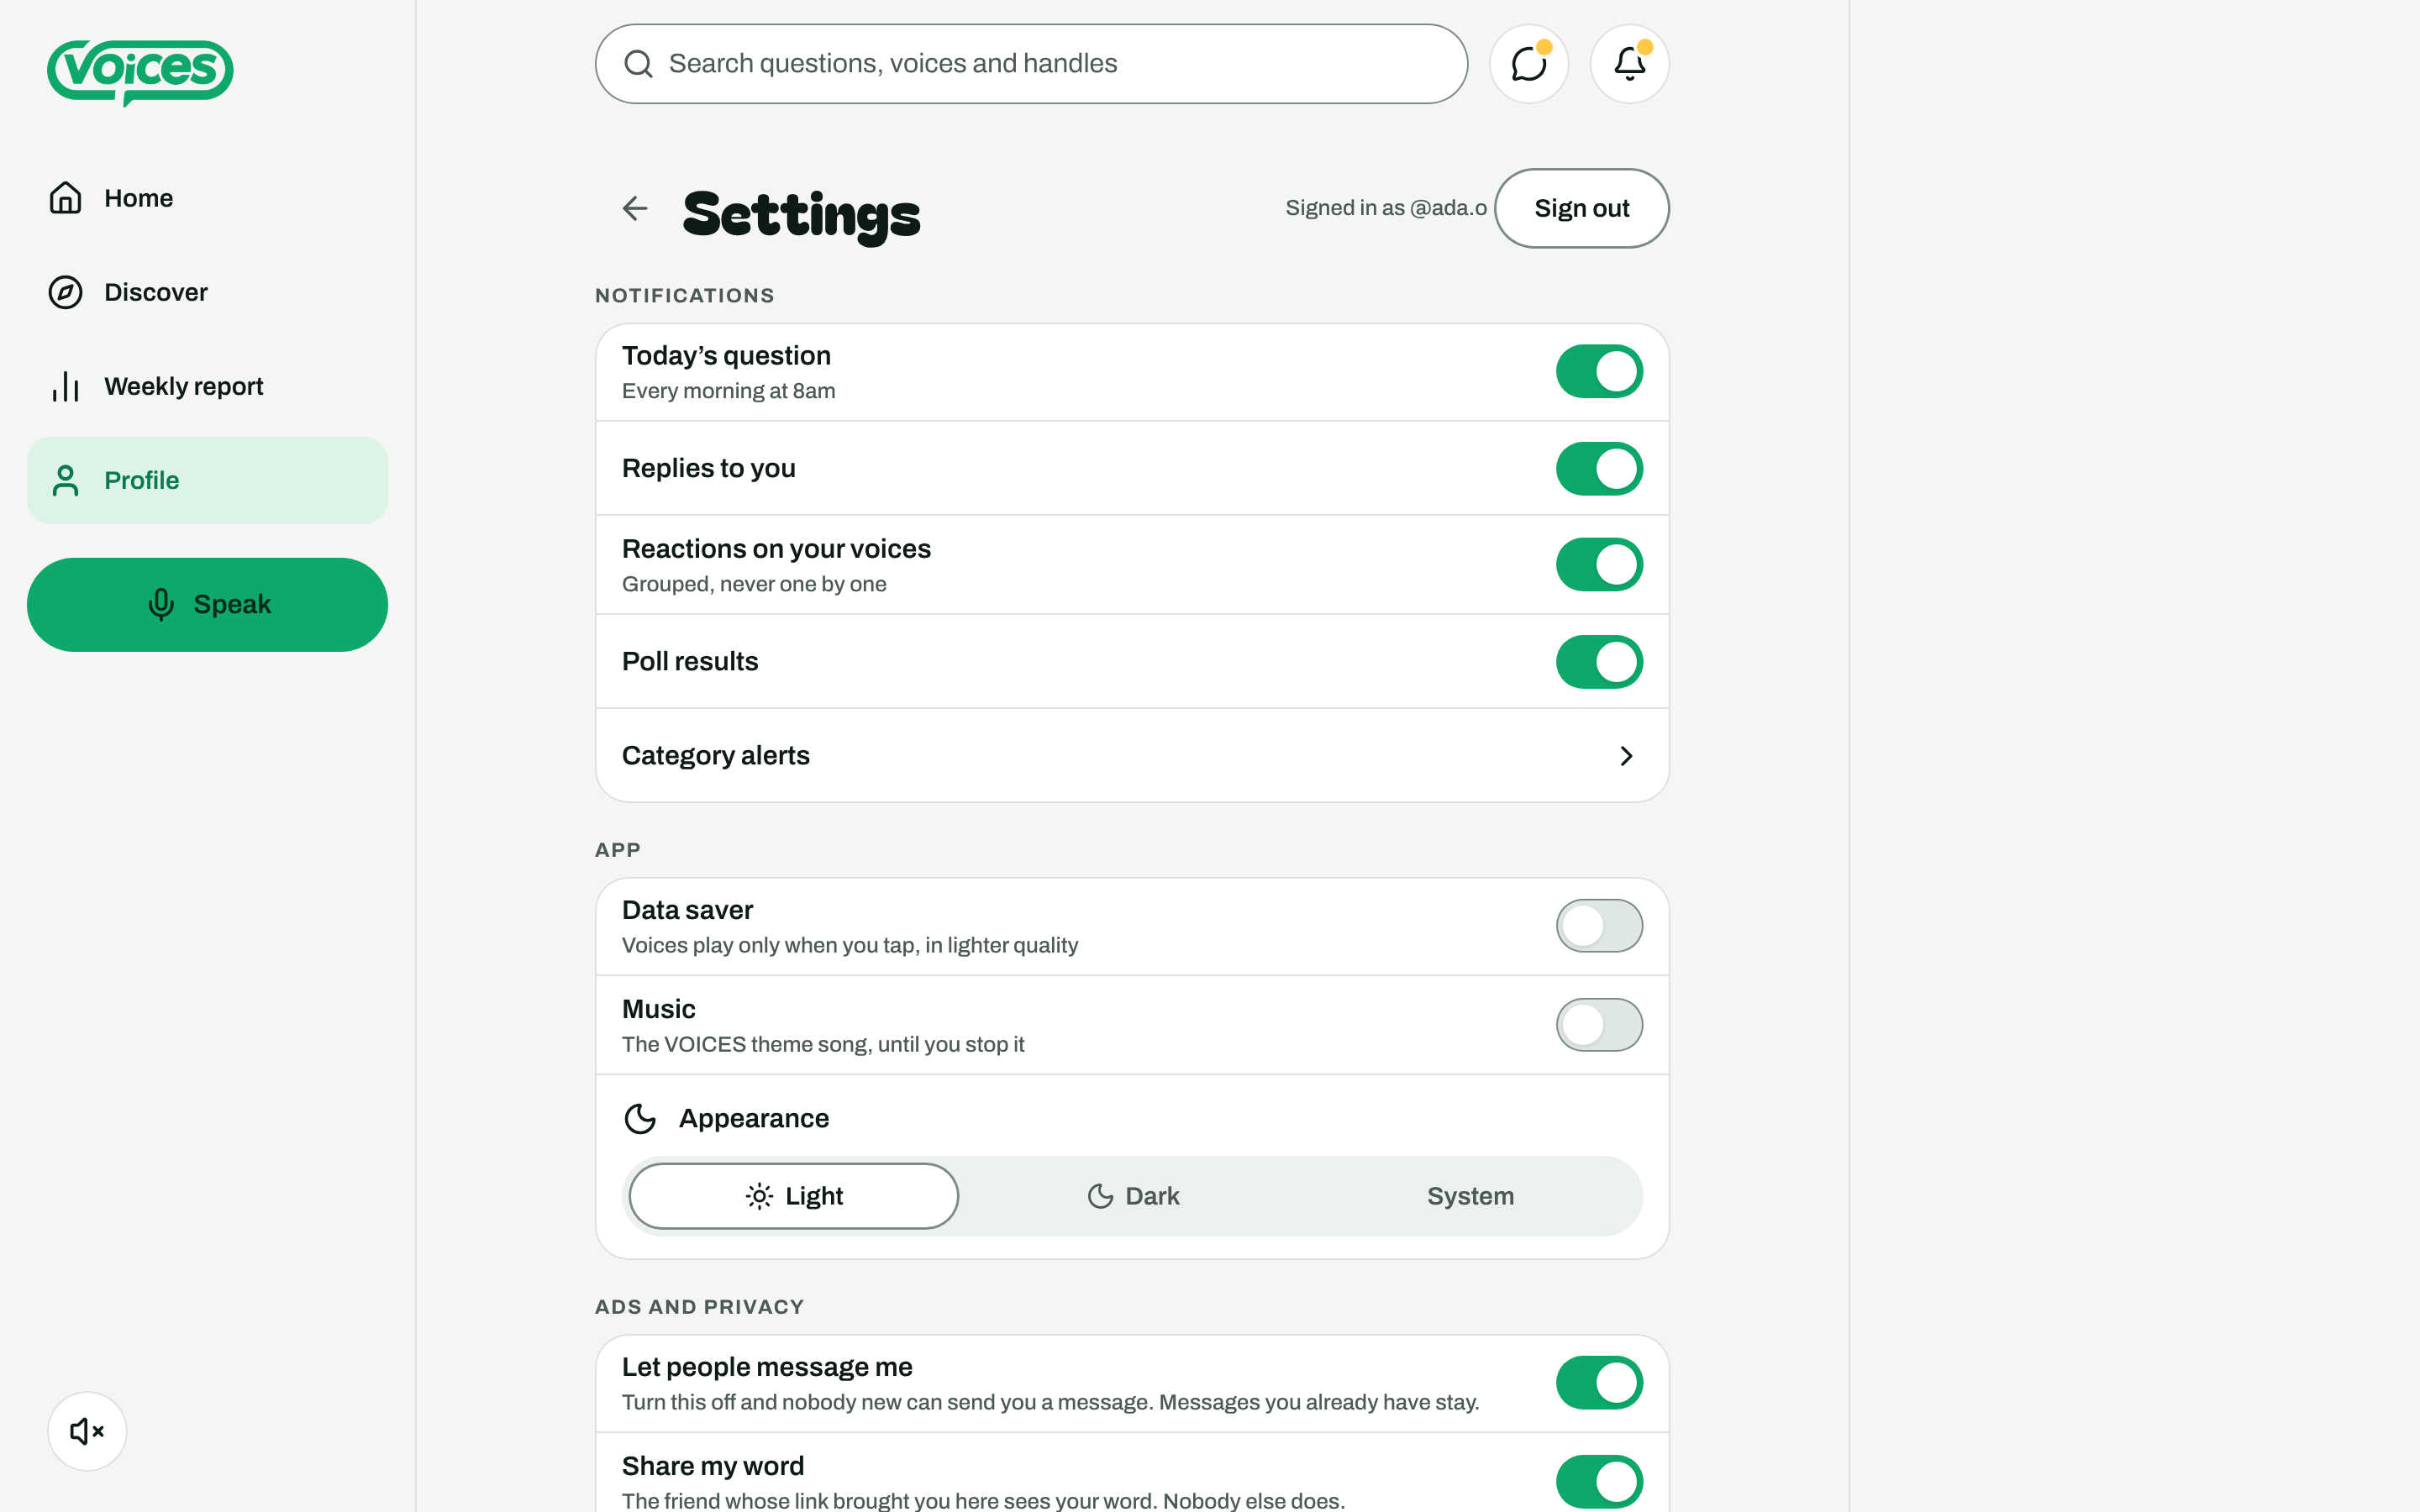 voices
Search questions, voices and handles
Home
Discover
Weekly report
Profile
Speak
Settings
Signed in as @ada.o
Sign out
NOTIFICATIONS
Today’s question
Every morning at 8am
Replies to you
Reactions on your voices
Grouped, never one by one
Poll results
Category alerts
APP
Data saver
Voices play only when you tap, in lighter quality
Music
The VOICES theme song, until you stop it
Appearance
Light
Dark
System
ADS AND PRIVACY
Let people message me
Turn this off and nobody new can send you a message. Messages you already have stay.
Share my word
The friend whose link brought you here sees your word. Nobody else does.